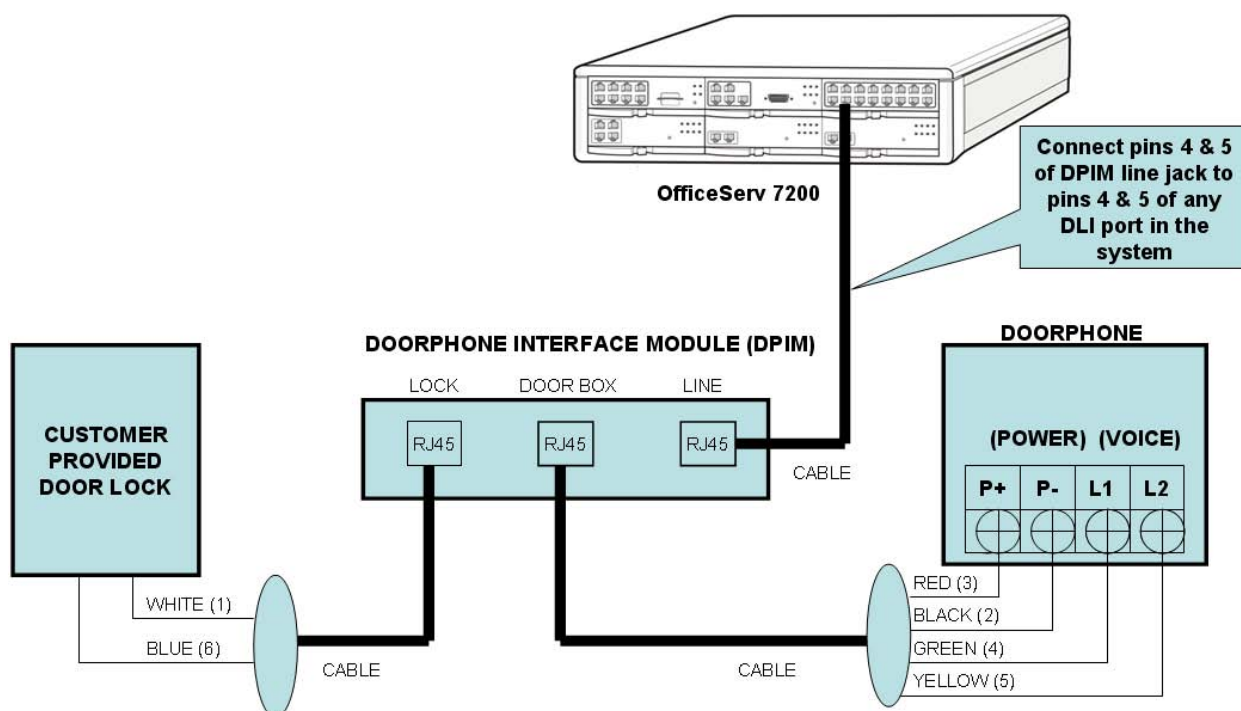 OfficeServ 7200
Connect pins 4 & 5
of DPIM line jack to
pins 4 & 5 of any
DLI port in the
system
DOORPHONE INTERFACE MODULE (DPIM)
LOCK
DOOR BOX
LINE
RJ45
RJ45
RJ45
CABLE
DOORPHONE
(POWER) (VOICE)
P+ P- L1 L2
CUSTOMER
PROVIDED
DOOR LOCK
WHITE (1)
BLUE (6)
CABLE
CABLE
RED (3)
BLACK (2)
GREEN (4)
YELLOW (5)